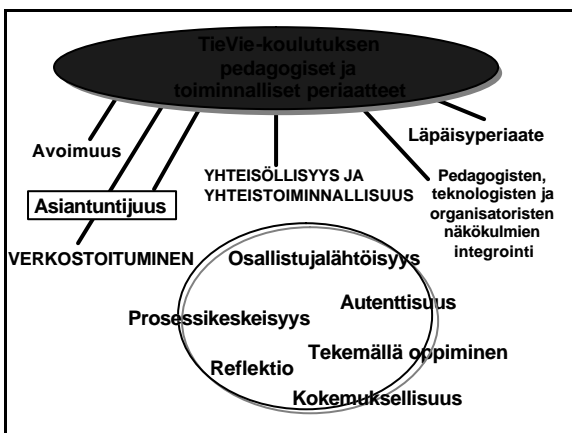 TieVie-koulutuksen
pedagogiset ja
toiminnalliset periaatteet
Läpäisyperiaate
Avoimuus
YHTEISÖLLISYYS JA
YHTEISTOIMINNALLISUUS
Pedagogisten,
teknologisten ja
organisatoristen
näkökulmien
integrointi
Asiantuntijuus
VERKOSTOITUMINEN
Osallistujalähtöisyys
Autenttisuus
Prosessikeskeisyys
Tekemällä oppiminen
Reflektio
Kokemuksellisuus